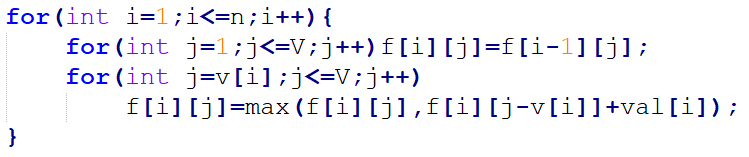 for(int i=1;i<=n;i++){
    for(int j=1;j<=V;j++)f[i][j]=f[i-1][j];
    for(int j=v[i];j<=V;j++)
        f[i][j]=max(f[i][j],f[i][j-v[i]]+val[i]);
}